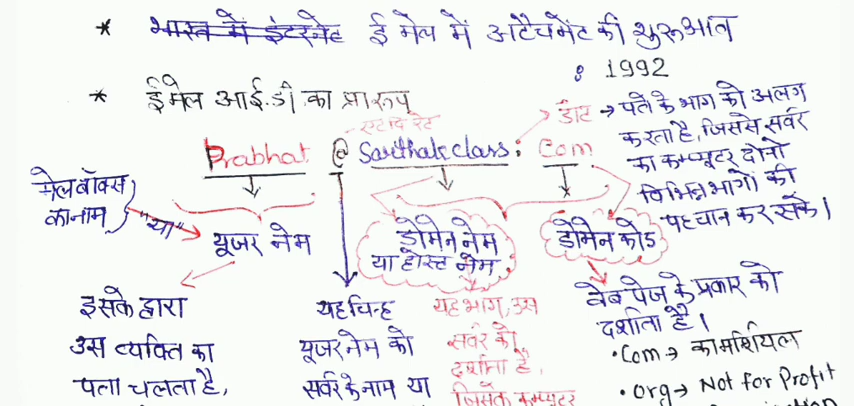 * भारत में इंटरनेट ई मेल में अटैचमेंट की शुरुआत
: 1992
* ईमेल आई.डी. का प्रारूप
एट द रेट
Prabhat @ Sarthakclass . Com
डॉट → पते के भाग को अलग
करता है, जिससे सर्वर
का कम्प्यूटर दोनों
विभिन्न भागों की
पहचान कर सके।
मेल बॉक्स
का नाम
"या"
यूजर नेम
डोमेन नेम
या होस्ट नेम
डोमेन कोड
इसके द्वारा
उस व्यक्ति का
पता चलता है,
यह चिन्ह
यूजर नेम को
सर्वर के नाम या
यह भाग, उस
सर्वर को
दर्शाता है,
जिसके कम्प्यूटर
वेब पेज के प्रकार को
दर्शाता है।
• Com → कामर्शियल
• Org → Not for Profit